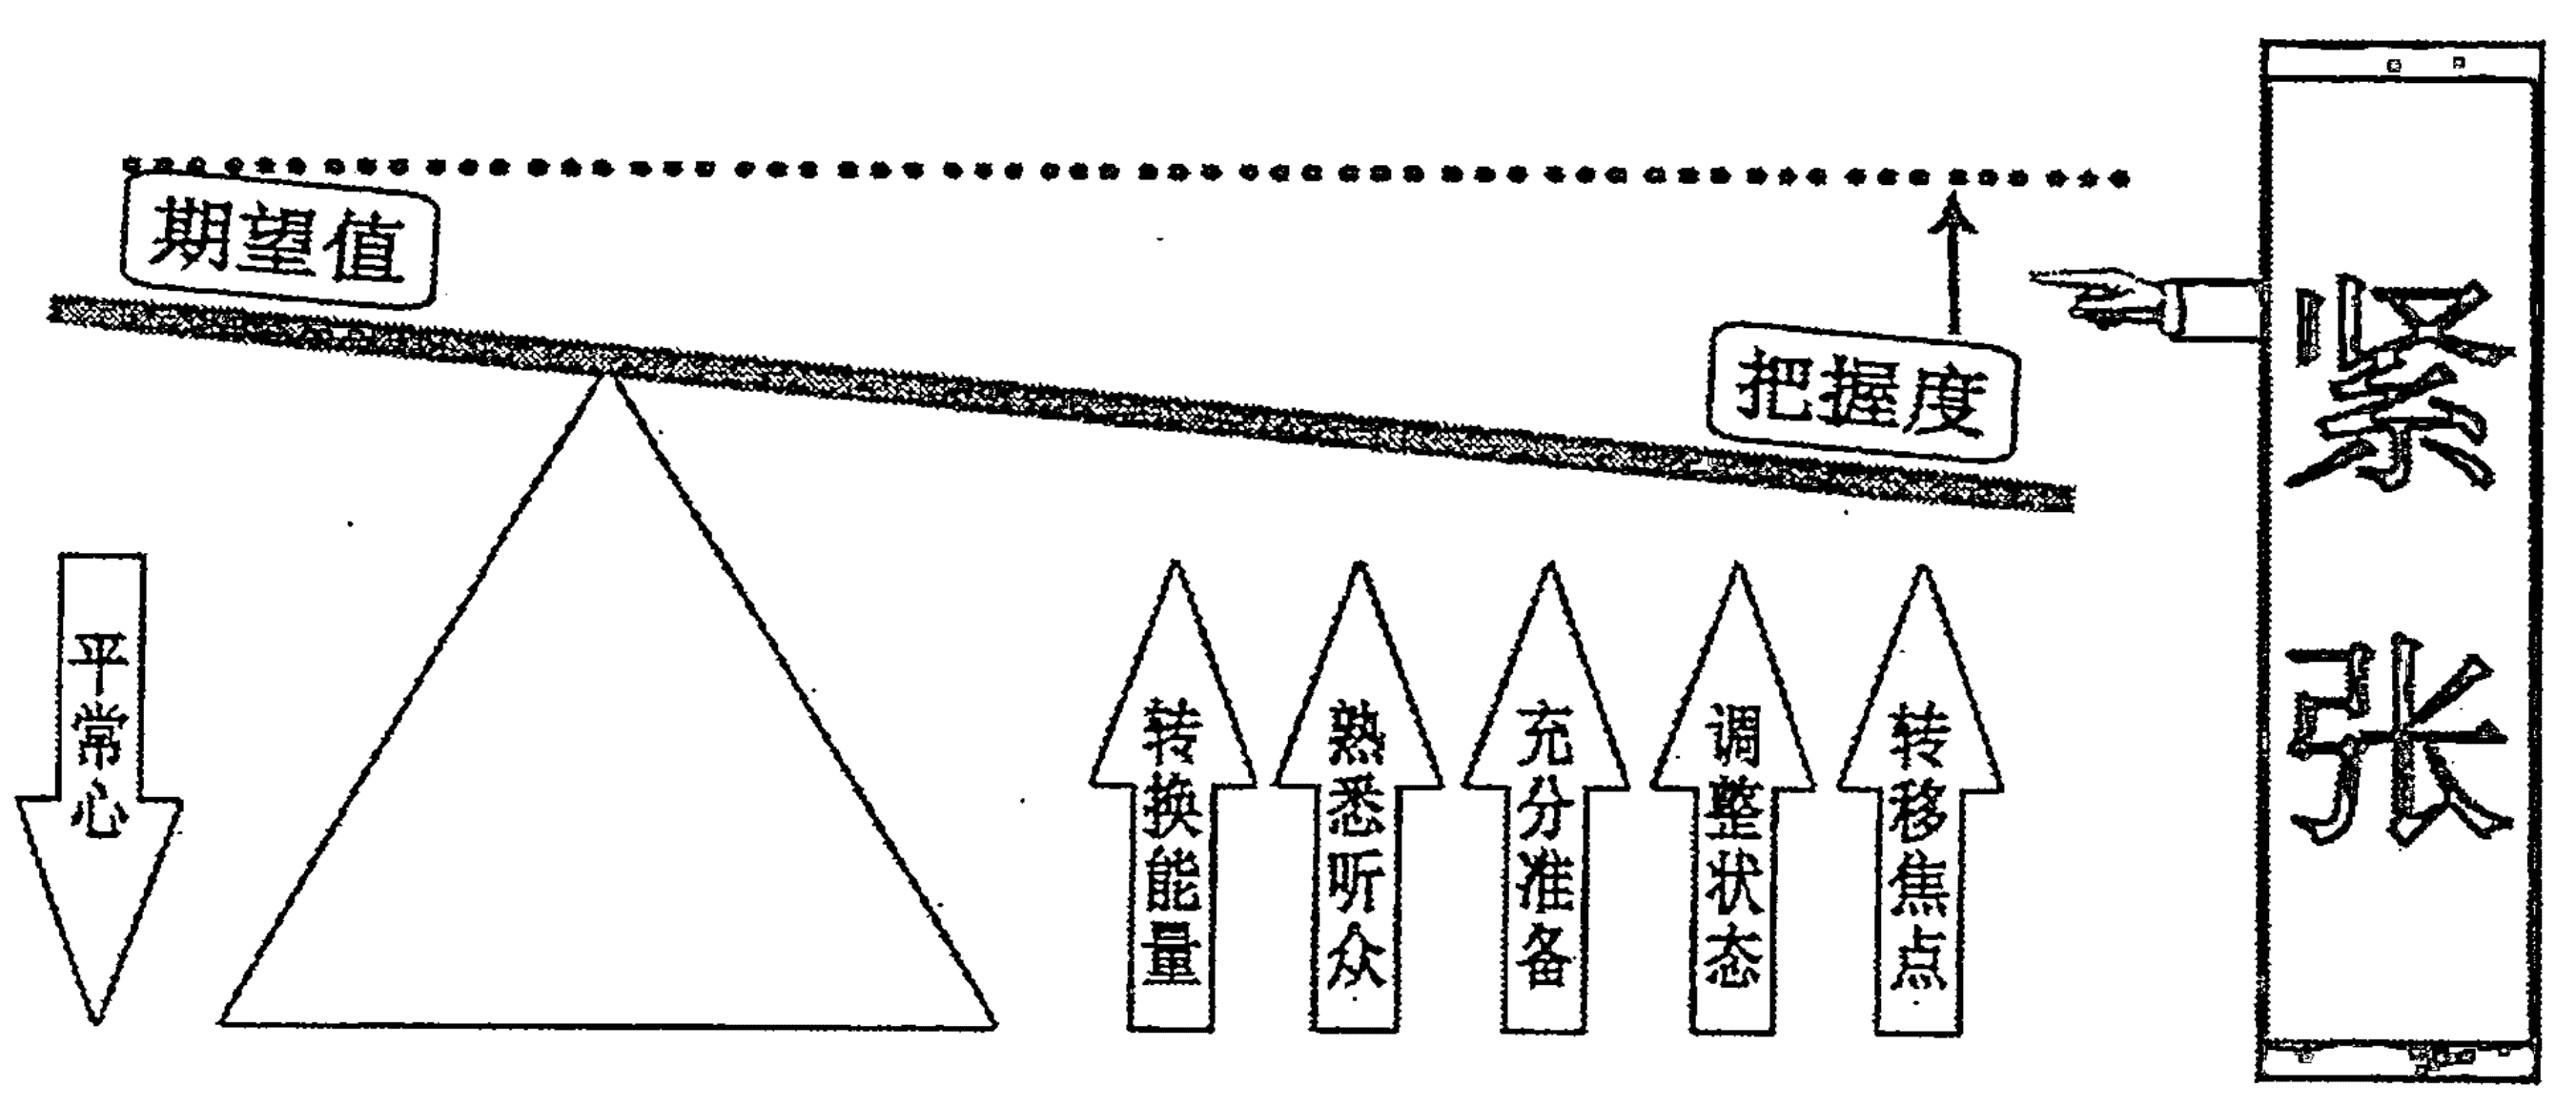 期望值
把握度
紧张
平常心
转换能量
熟悉听众
充分准备
调整状态
转移焦点